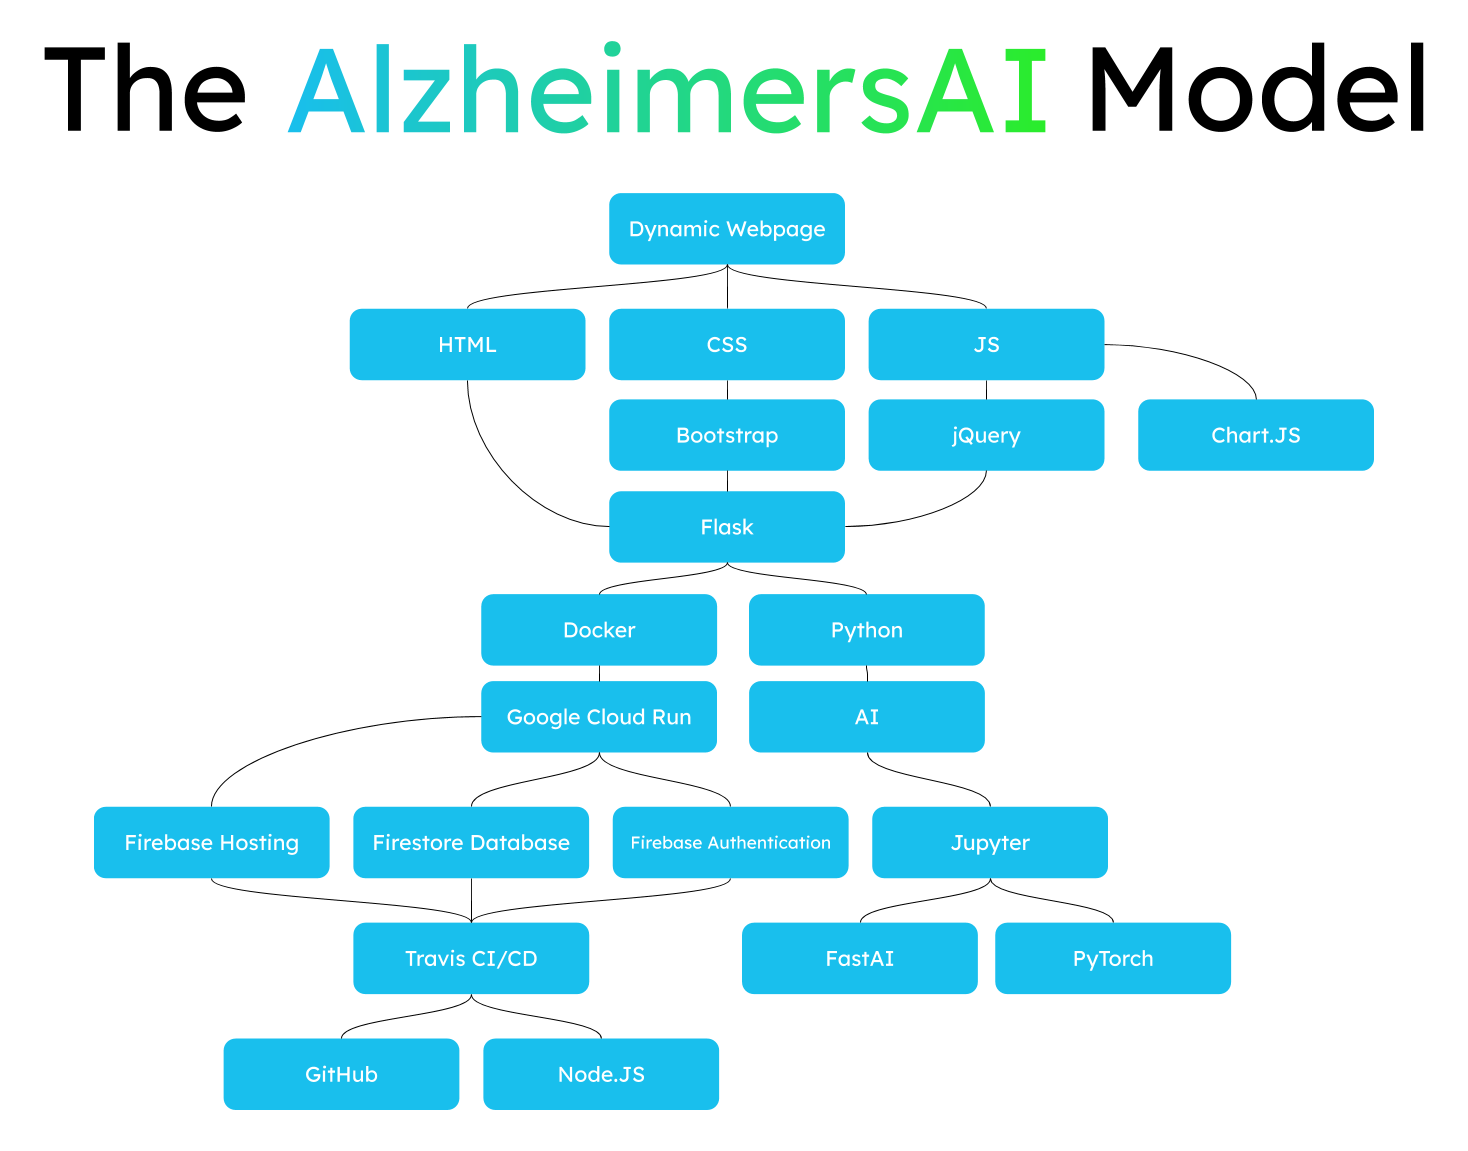 The AlzheimersAI Model
Dynamic Webpage
HTML
CSS
JS
Bootstrap
jQuery
Chart.JS
Flask
Docker
Python
Google Cloud Run
AI
Firebase Hosting
Firestore Database
Firebase Authentication
Jupyter
Travis CI/CD
FastAI
PyTorch
GitHub
Node.JS